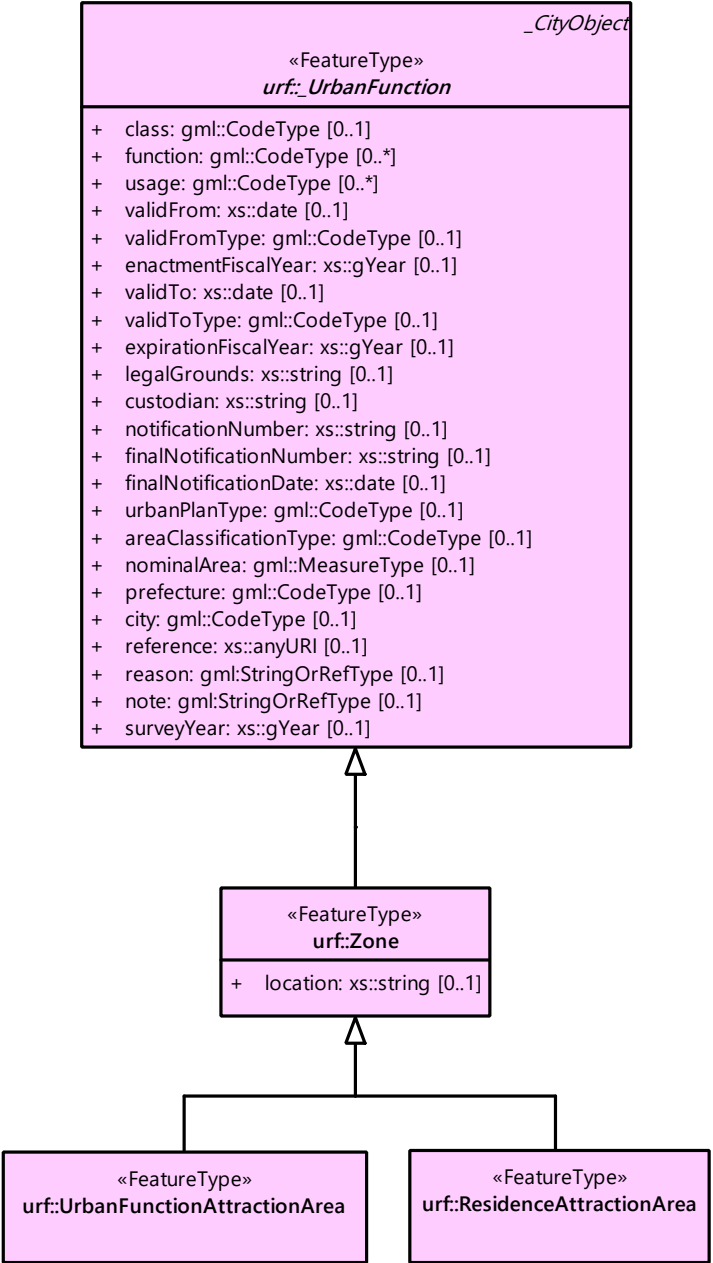 _CityObject
«FeatureType»
urf::_UrbanFunction
+ class: gml::CodeType [0..1]
+ function: gml::CodeType [0..*]
+ usage: gml::CodeType [0..*]
+ validFrom: xs::date [0..1]
+ validFromType: gml::CodeType [0..1]
+ enactmentFiscalYear: xs::gYear [0..1]
+ validTo: xs::date [0..1]
+ validToType: gml::CodeType [0..1]
+ expirationFiscalYear: xs::gYear [0..1]
+ legalGrounds: xs::string [0..1]
+ custodian: xs::string [0..1]
+ notificationNumber: xs::string [0..1]
+ finalNotificationNumber: xs::string [0..1]
+ finalNotificationDate: xs::date [0..1]
+ urbanPlanType: gml::CodeType [0..1]
+ areaClassificationType: gml::CodeType [0..1]
+ nominalArea: gml::MeasureType [0..1]
+ prefecture: gml::CodeType [0..1]
+ city: gml::CodeType [0..1]
+ reference: xs::anyURI [0..1]
+ reason: gml:StringOrRefType [0..1]
+ note: gml:StringOrRefType [0..1]
+ surveyYear: xs::gYear [0..1]
«FeatureType»
urf::Zone
+ location: xs::string [0..1]
«FeatureType»
urf::UrbanFunctionAttractionArea
«FeatureType»
urf::ResidenceAttractionArea